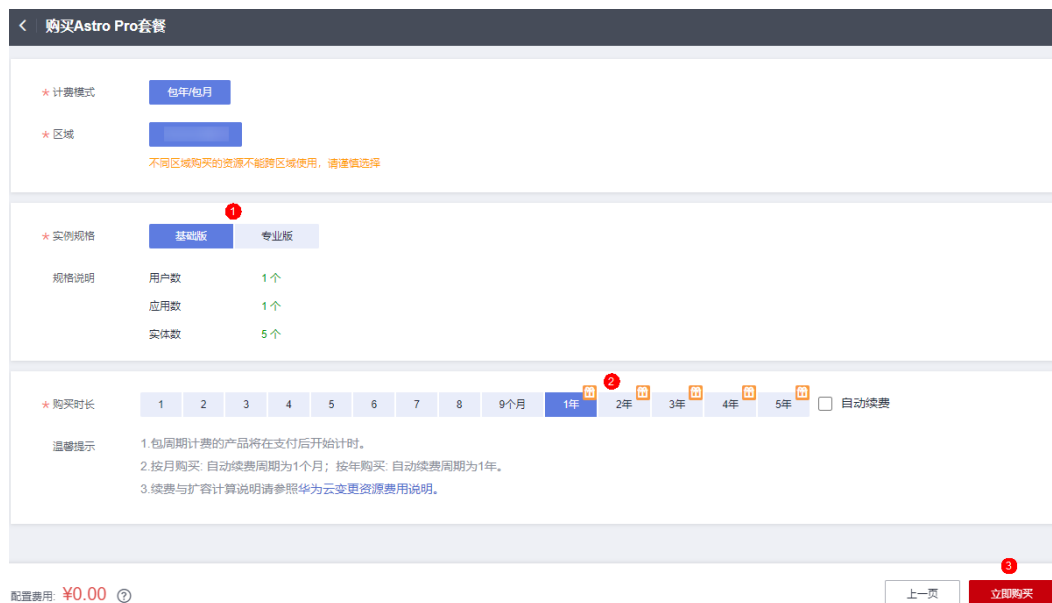 购买Astro Pro套餐
* 计费模式 包年/包月
* 区域
不同区域购买的资源不能跨区域使用，请谨慎选择
1
* 实例规格 基础版 专业版
规格说明 用户数 1 个
应用数 1 个
实体数 5 个
2
* 购买时长 1 2 3 4 5 6 7 8 9个月 1年 2年 3年 4年 5年 自动续费
温馨提示 1.包周期计费的产品将在支付后开始计时。
2.按月购买: 自动续费周期为1个月；按年购买: 自动续费周期为1年。
3.续费与扩容计算说明请参照华为云变更资源费用说明。
3
配置费用: ¥0.00 ? 上一页 立即购买